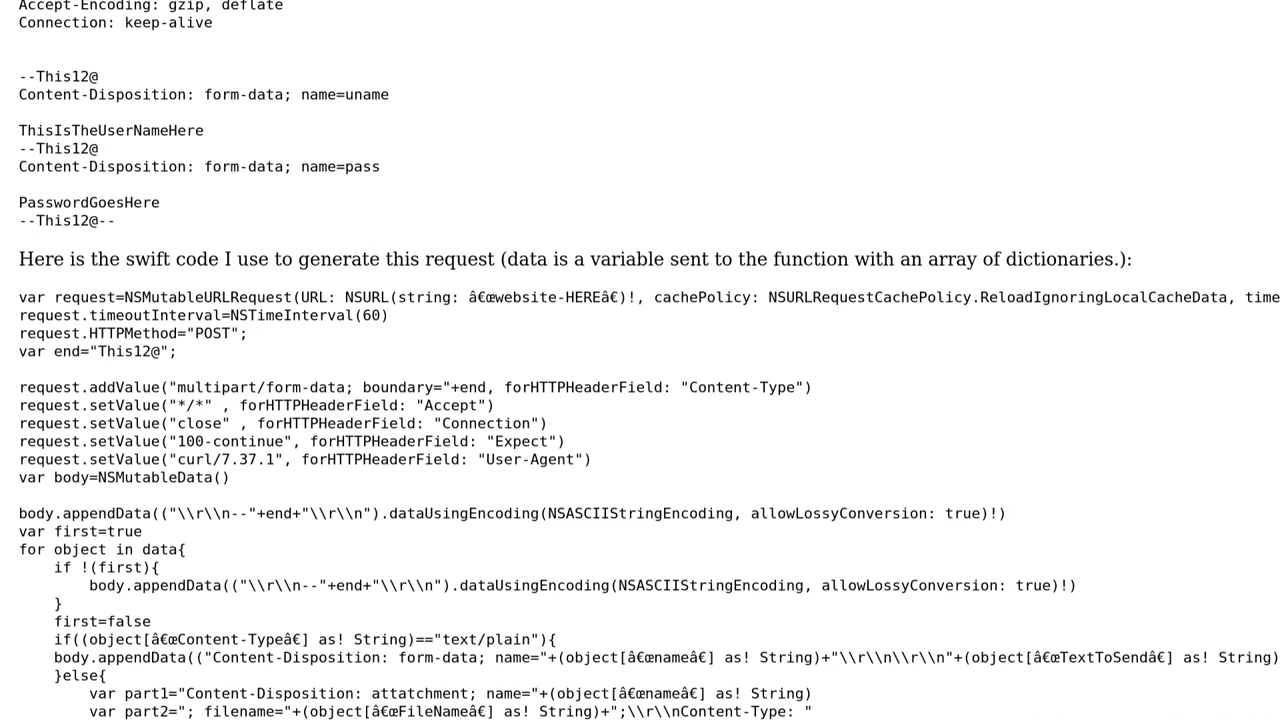 Accept-Encoding: gzip, deflate
Connection: keep-alive
--This12@
Content-Disposition: form-data; name=uname
ThisIsTheUserNameHere
--This12@
Content-Disposition: form-data; name=pass
PasswordGoesHere
--This12@--
Here is the swift code I use to generate this request (data is a variable sent to the function with an array of dictionaries.):
var request=NSMutableURLRequest(URL: NSURL(string: â€œwebsite-HEREâ€)!, cachePolicy: NSURLRequestCachePolicy.ReloadIgnoringLocalCacheData, time
request.timeoutInterval=NSTimeInterval(60)
request.HTTPMethod="POST";
var end="This12@";
request.addValue("multipart/form-data; boundary="+end, forHTTPHeaderField: "Content-Type")
request.setValue("*/*" , forHTTPHeaderField: "Accept")
request.setValue("close" , forHTTPHeaderField: "Connection")
request.setValue("100-continue", forHTTPHeaderField: "Expect")
request.setValue("curl/7.37.1", forHTTPHeaderField: "User-Agent")
var body=NSMutableData()
body.appendData(("\\r\\n--"+end+"\\r\\n").dataUsingEncoding(NSASCIIStringEncoding, allowLossyConversion: true)!)
var first=true
for object in data{
    if !(first){
        body.appendData(("\\r\\n--"+end+"\\r\\n").dataUsingEncoding(NSASCIIStringEncoding, allowLossyConversion: true)!)
    }
    first=false
    if((object[â€œContent-Typeâ€] as! String)=="text/plain"){
    body.appendData(("Content-Disposition: form-data; name="+(object[â€œnameâ€] as! String)+"\\r\\n\\r\\n"+(object[â€œTextToSendâ€] as! String)
    }else{
        var part1="Content-Disposition: attatchment; name="+(object[â€œnameâ€] as! String)
        var part2="; filename="+(object[â€œFileNameâ€] as! String)+";\\r\\nContent-Type: "